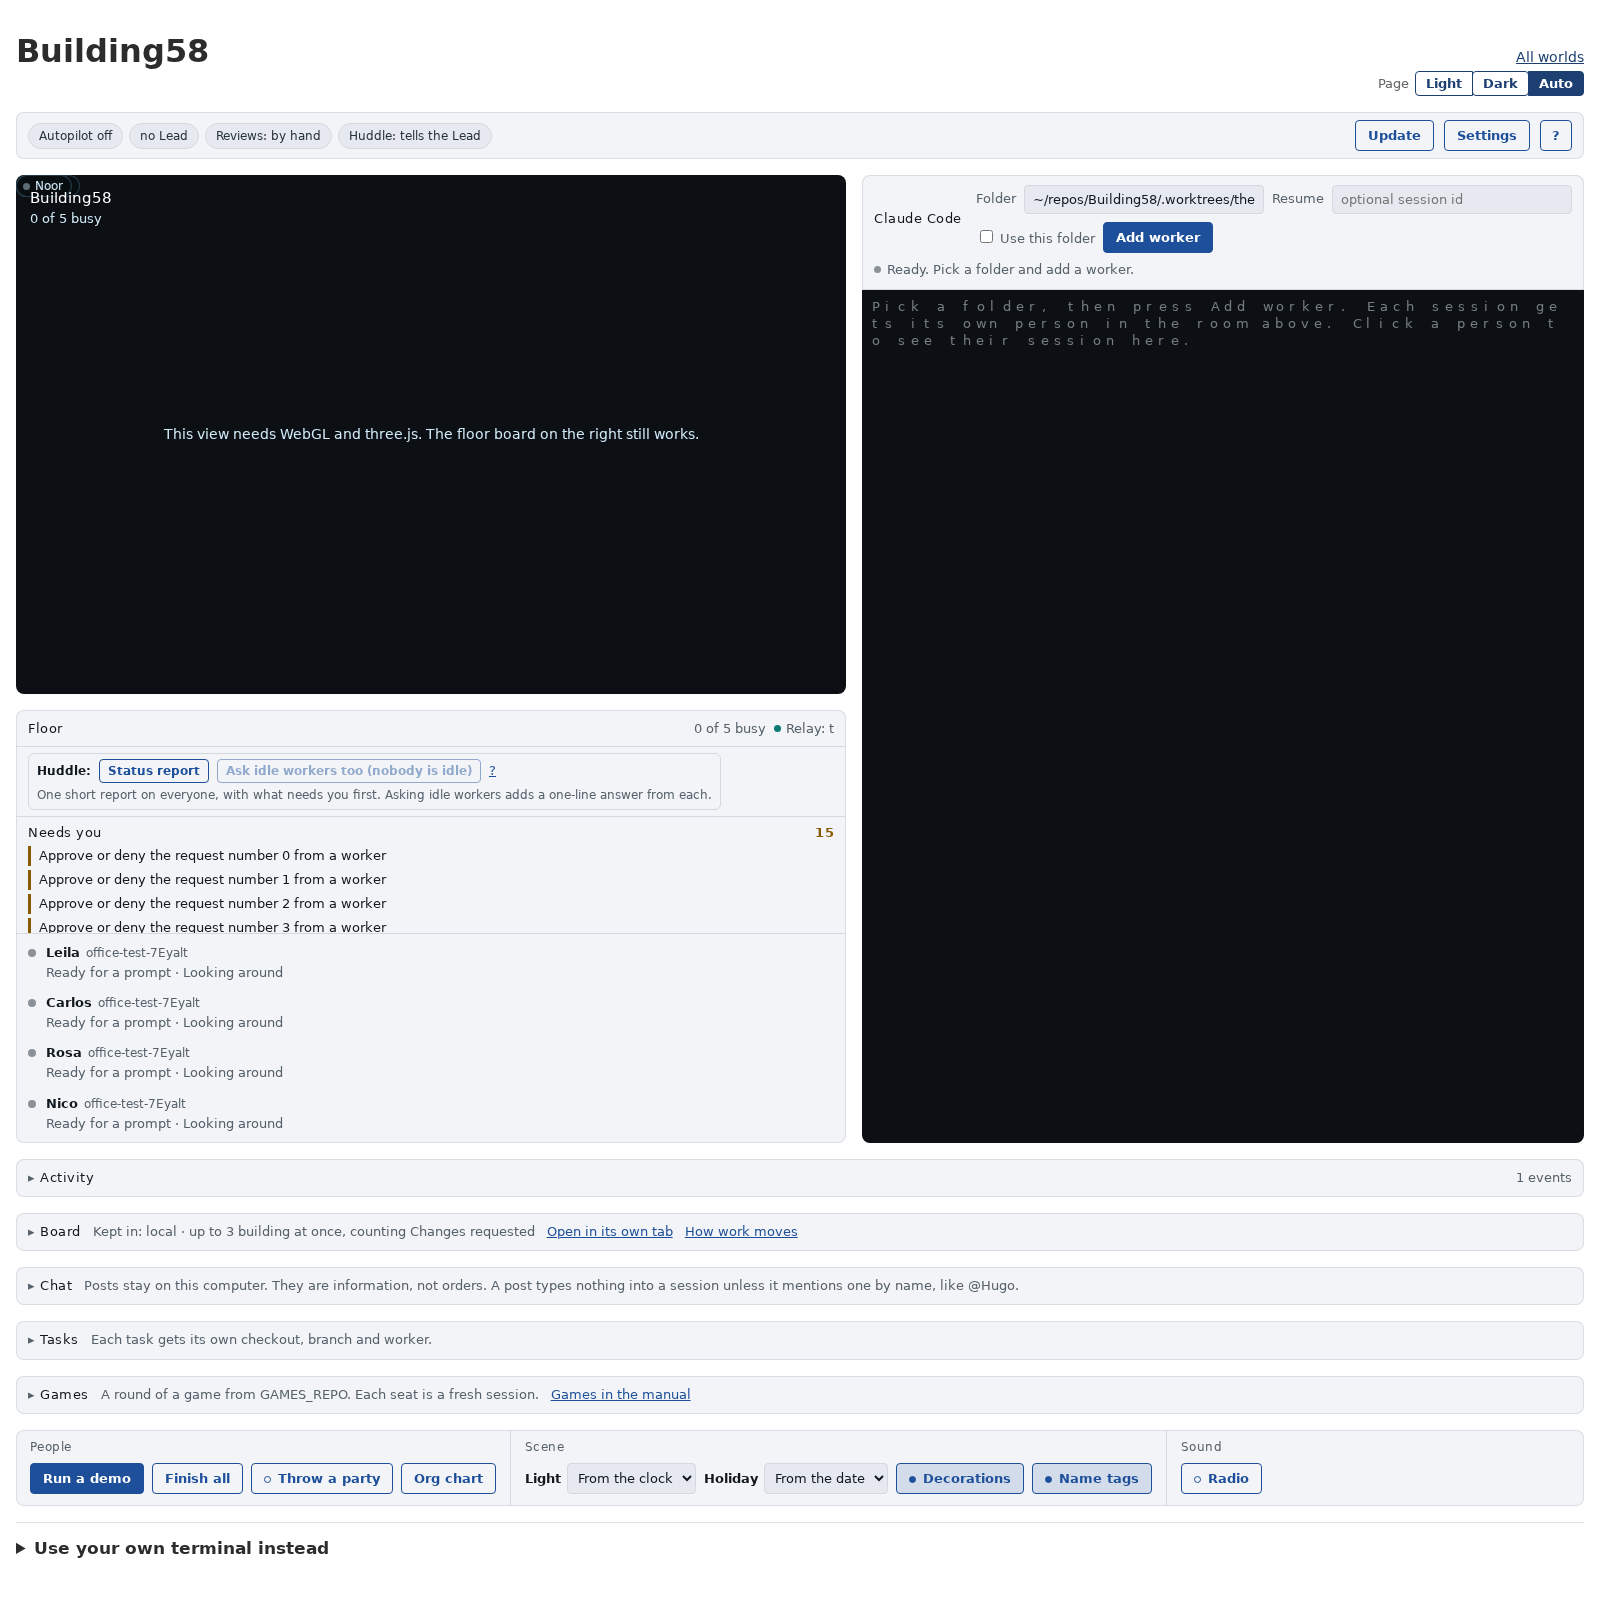 Building58
All worlds
Page Light Dark Auto
Autopilot off no Lead Reviews: by hand Huddle: tells the Lead Update Settings ?
Noor
Building58
0 of 5 busy
This view needs WebGL and three.js. The floor board on the right still works.
Claude Code Folder ~/repos/Building58/.worktrees/the Resume optional session id
Use this folder Add worker
Ready. Pick a folder and add a worker.
Pick a folder, then press Add worker. Each session ge
ts its own person in the room above. Click a person t
o see their session here.
Floor 0 of 5 busy Relay: t
Huddle: Status report Ask idle workers too (nobody is idle) ?
One short report on everyone, with what needs you first. Asking idle workers adds a one-line answer from each.
Needs you 15
Approve or deny the request number 0 from a worker
Approve or deny the request number 1 from a worker
Approve or deny the request number 2 from a worker
Approve or deny the request number 3 from a worker
Leila office-test-7Eyalt
Ready for a prompt · Looking around
Carlos office-test-7Eyalt
Ready for a prompt · Looking around
Rosa office-test-7Eyalt
Ready for a prompt · Looking around
Nico office-test-7Eyalt
Ready for a prompt · Looking around
▸ Activity 1 events
▸ Board Kept in: local · up to 3 building at once, counting Changes requested Open in its own tab How work moves
▸ Chat Posts stay on this computer. They are information, not orders. A post types nothing into a session unless it mentions one by name, like @Hugo.
▸ Tasks Each task gets its own checkout, branch and worker.
▸ Games A round of a game from GAMES_REPO. Each seat is a fresh session. Games in the manual
People Scene Sound
Run a demo Finish all Throw a party Org chart Light From the clock Holiday From the date Decorations Name tags Radio
Use your own terminal instead